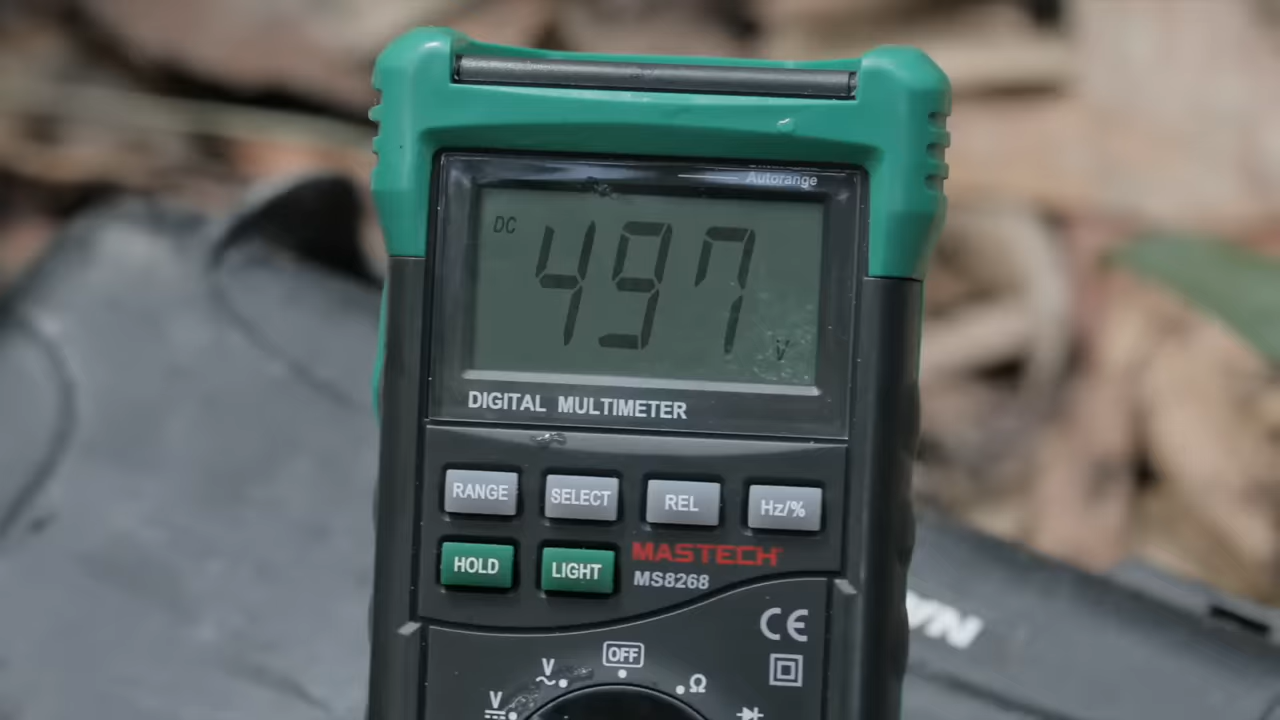 Autorange
DC
497
V
DIGITAL MULTIMETER
RANGE SELECT REL Hz/%
HOLD LIGHT
MASTECH
MS8268
CE
OFF
V
Ω
V